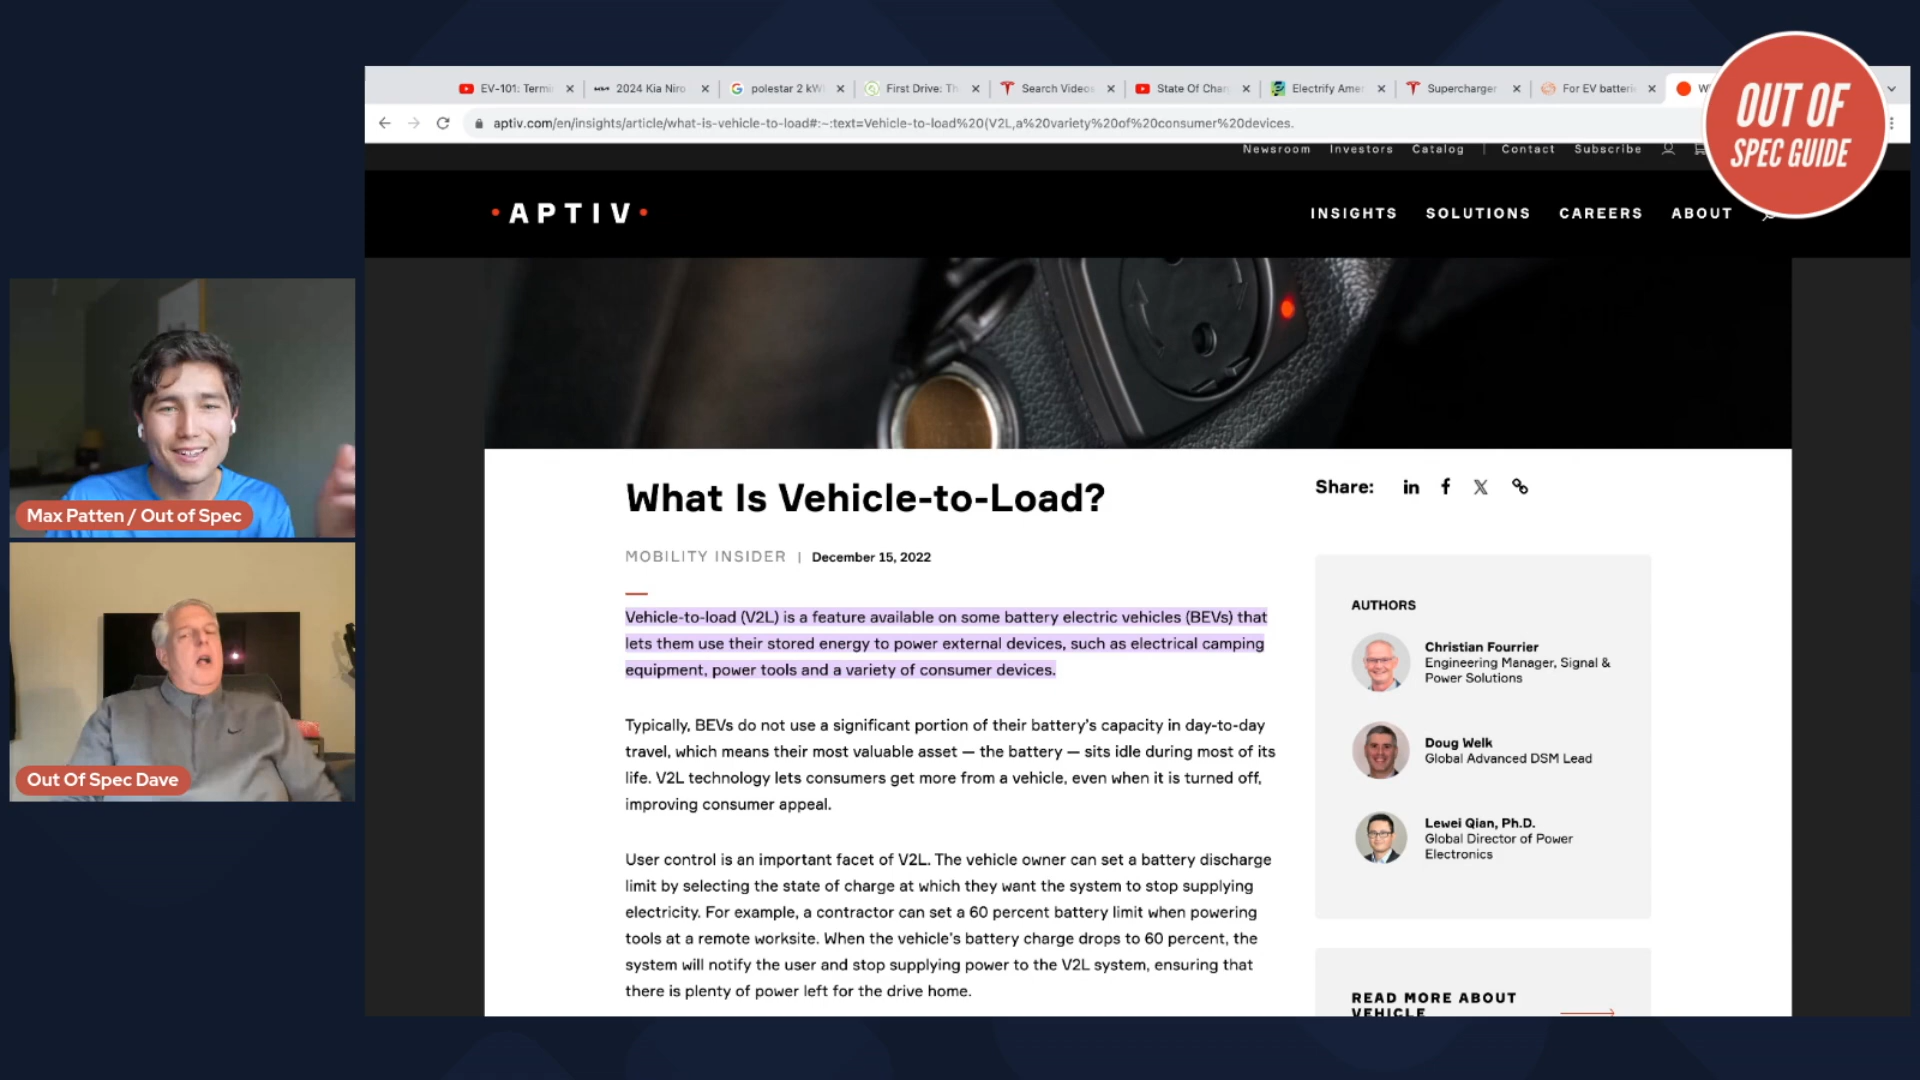 EV-101: Termi
2024 Kia Niro
polestar 2 kW
First Drive: Th
Search Videos
State Of Char
Electrify Amer
Supercharger
For EV batteri
OUT OF
SPEC GUIDE
aptiv.com/en/insights/article/what-is-vehicle-to-load#:~:text=Vehicle-to-load%20(V2L,a%20variety%20of%20consumer%20devices.
Newsroom Investors Catalog | Contact Subscribe
• APTIV •
INSIGHTS SOLUTIONS CAREERS ABOUT
What Is Vehicle-to-Load?
MOBILITY INSIDER | December 15, 2022
Vehicle-to-load (V2L) is a feature available on some battery electric vehicles (BEVs) that
lets them use their stored energy to power external devices, such as electrical camping
equipment, power tools and a variety of consumer devices.
Typically, BEVs do not use a significant portion of their battery's capacity in day-to-day
travel, which means their most valuable asset — the battery — sits idle during most of its
life. V2L technology lets consumers get more from a vehicle, even when it is turned off,
improving consumer appeal.
User control is an important facet of V2L. The vehicle owner can set a battery discharge
limit by selecting the state of charge at which they want the system to stop supplying
electricity. For example, a contractor can set a 60 percent battery limit when powering
tools at a remote worksite. When the vehicle's battery charge drops to 60 percent, the
system will notify the user and stop supplying power to the V2L system, ensuring that
there is plenty of power left for the drive home.
Share:
AUTHORS
Christian Fourrier
Engineering Manager, Signal &
Power Solutions
Doug Welk
Global Advanced DSM Lead
Lewei Qian, Ph.D.
Global Director of Power
Electronics
READ MORE ABOUT
VEHICLE
Max Patten / Out of Spec
Out Of Spec Dave